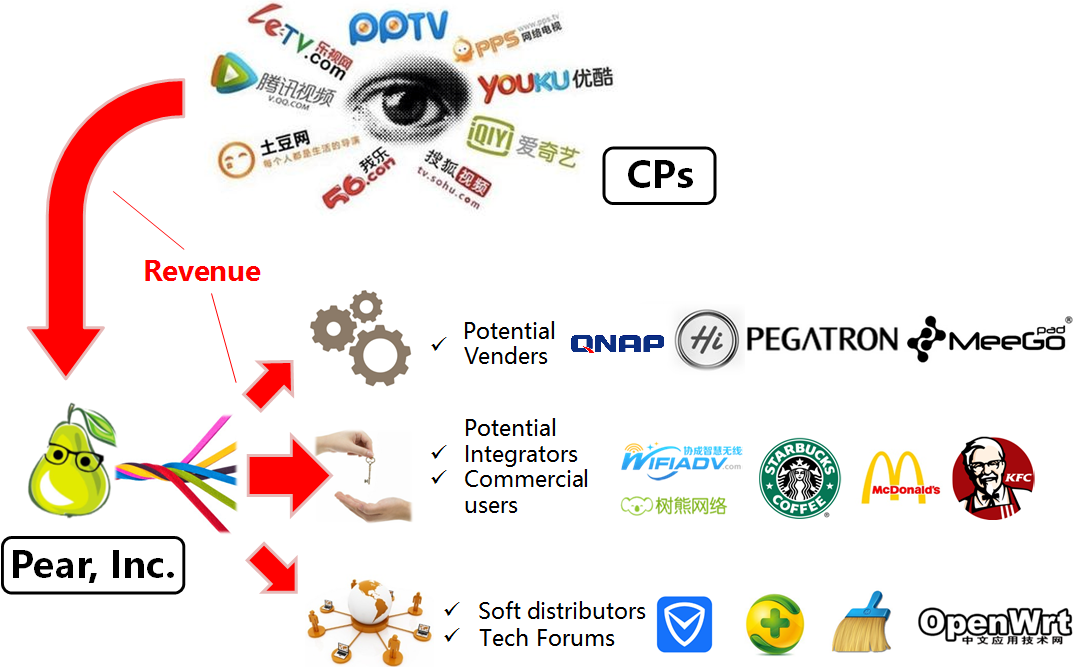 Le TV.com
乐视网
PPTV
www.pps.tv
PPS 网络电视
腾讯视频
V.QQ.COM
YOUKU 优酷
土豆网
每个人都是生活的导演
iQIYI 爱奇艺
我乐
56.com
搜狐视频
tv.sohu.com
CPs
Revenue
✓ Potential
Venders
QNAP
Hi
PEGATRON
MeeGoPad®
Potential
✓ Integrators
✓ Commercial
users
协成智慧无线
WiFiADV.com
树熊网络
STARBUCKS
COFFEE
®
McDonald's
KFC
Pear, Inc.
✓ Soft distributors
✓ Tech Forums
OpenWrt
中文应用技术网